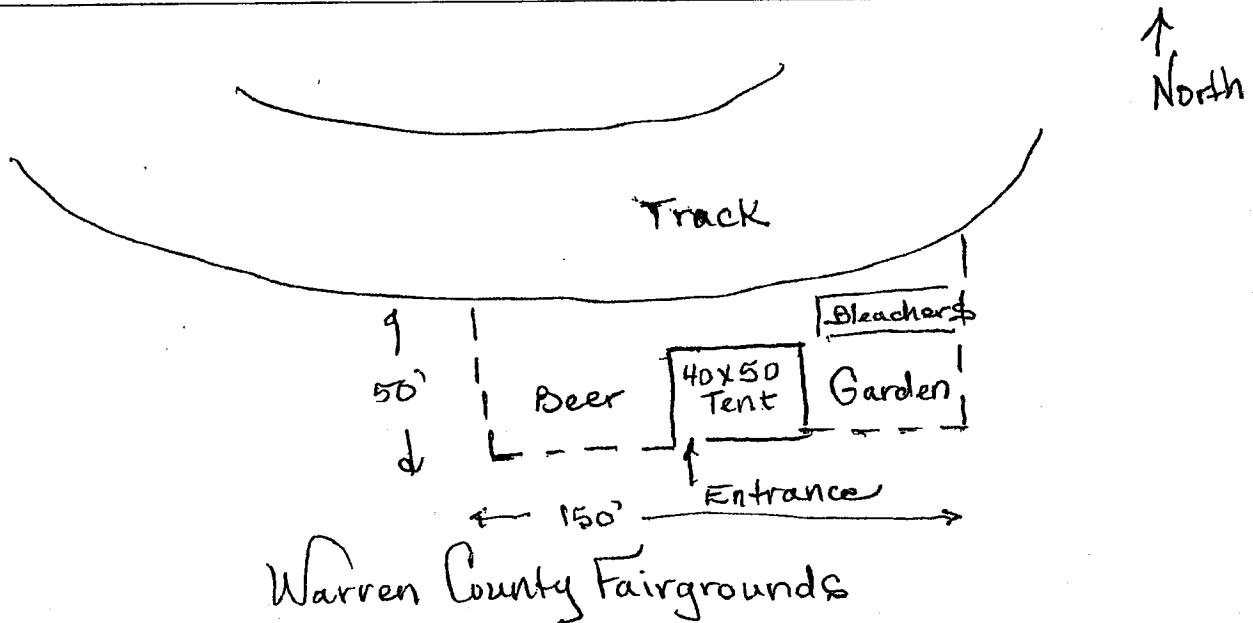 North
Track
Bleachers
50'
Beer
40x50
Tent
Garden
Entrance
150'
Warren County Fairgrounds